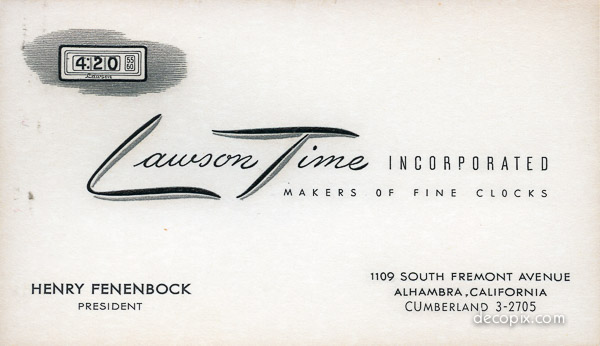 4:20 55 60
Lawson
Lawson Time INCORPORATED
MAKERS OF FINE CLOCKS
HENRY FENENBOCK
PRESIDENT
1109 SOUTH FREMONT AVENUE
ALHAMBRA, CALIFORNIA
CUMBERLAND 3-2705
decopix.com